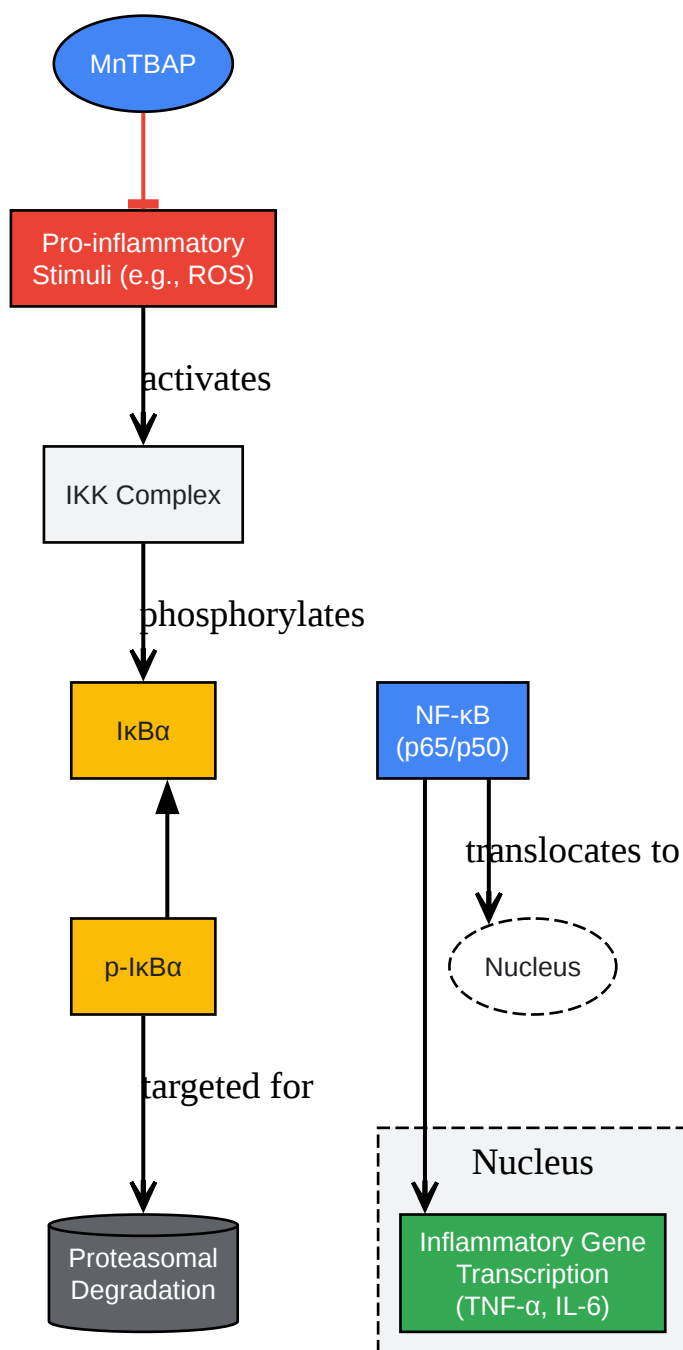 MnTBAP
Pro-inflammatory
Stimuli (e.g., ROS)
activates
IKK Complex
phosphorylates
IκBα
NF-κB
(p65/p50)
translocates to
p-IκBα
Nucleus
targeted for
Nucleus
Proteasomal
Degradation
Inflammatory Gene
Transcription
(TNF-α, IL-6)